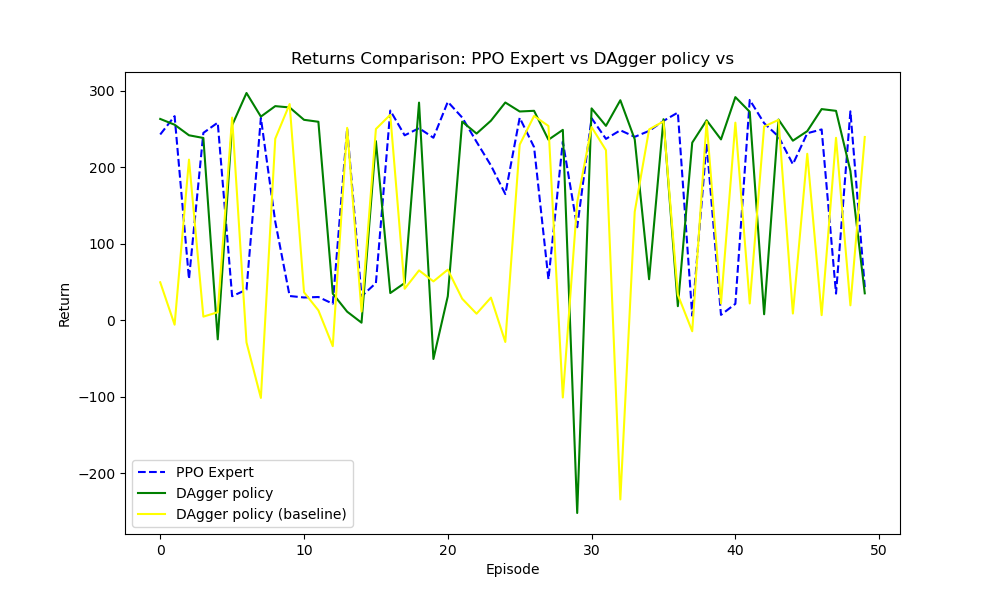 Returns Comparison: PPO Expert vs DAgger policy vs
300
200
100
0
−100
−200
Return
PPO Expert
DAgger policy
DAgger policy (baseline)
0 10 20 30 40 50
Episode